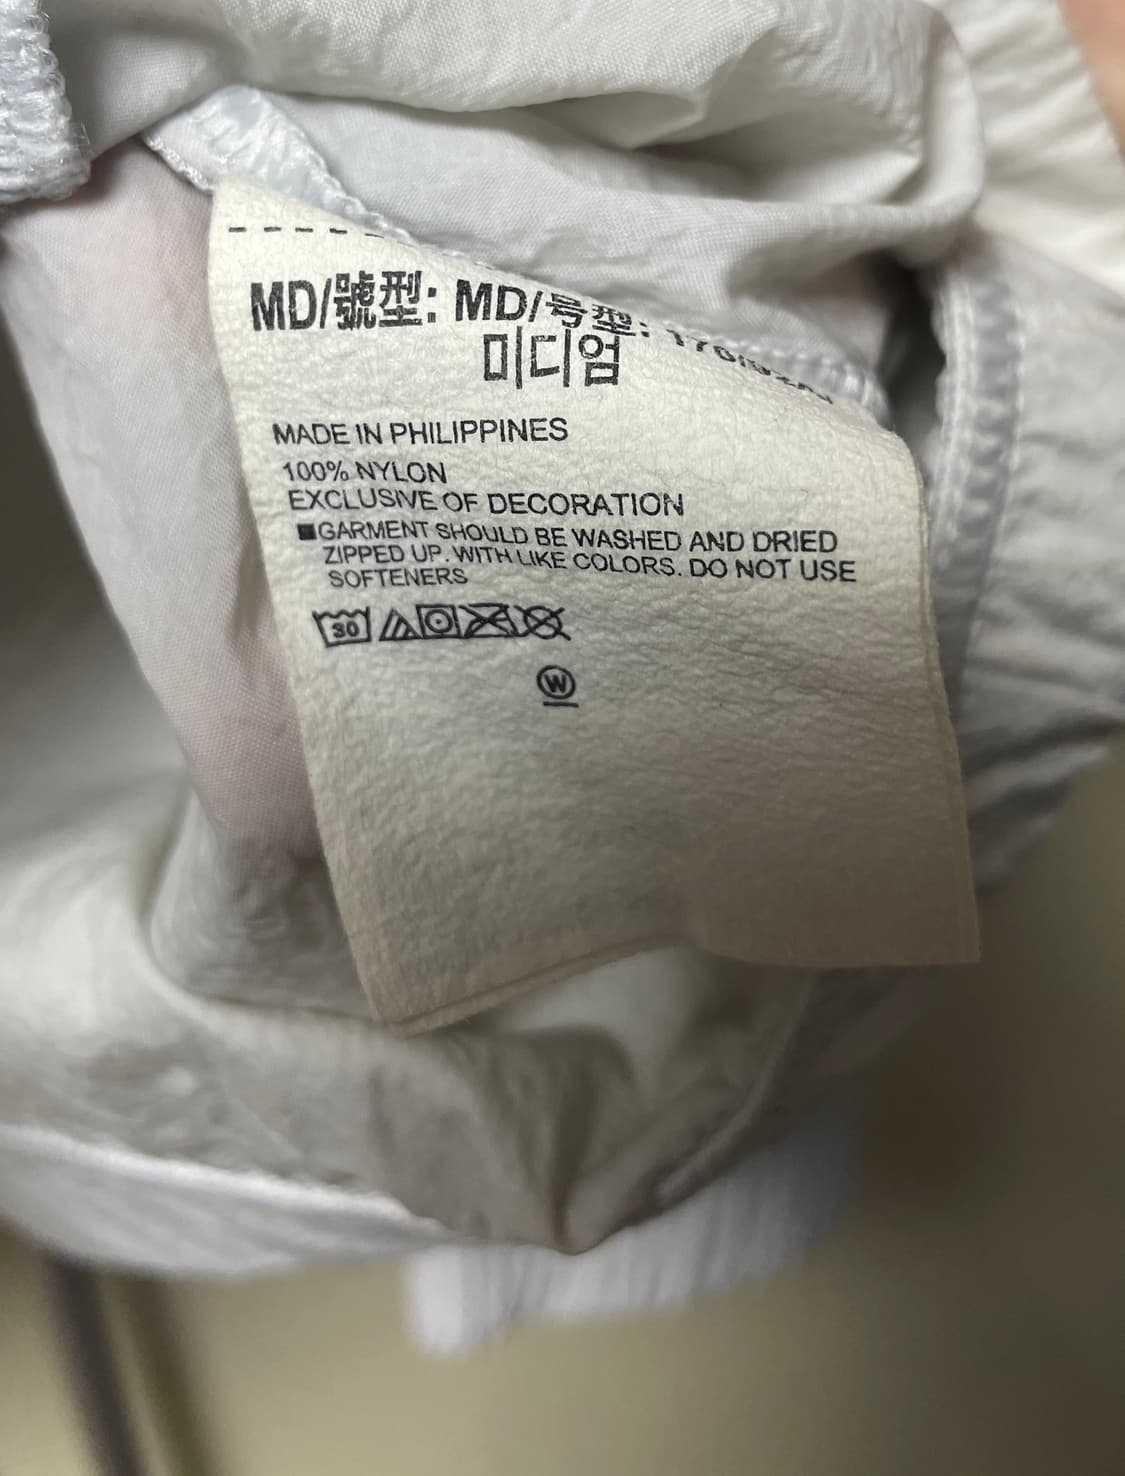 MD/號型: MD/号型:
미디엄
MADE IN PHILIPPINES
100% NYLON
EXCLUSIVE OF DECORATION
■GARMENT SHOULD BE WASHED AND DRIED
ZIPPED UP. WITH LIKE COLORS. DO NOT USE
SOFTENERS
30
W